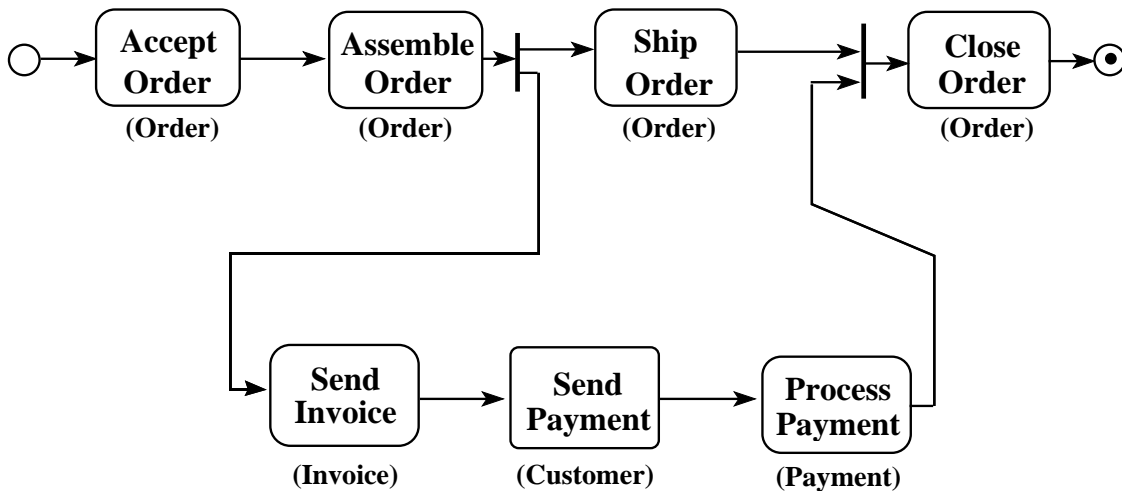 Accept
Order
(Order)
Assemble
Order
(Order)
Ship
Order
(Order)
Close
Order
(Order)
Send
Invoice
(Invoice)
Send
Payment
(Customer)
Process
Payment
(Payment)